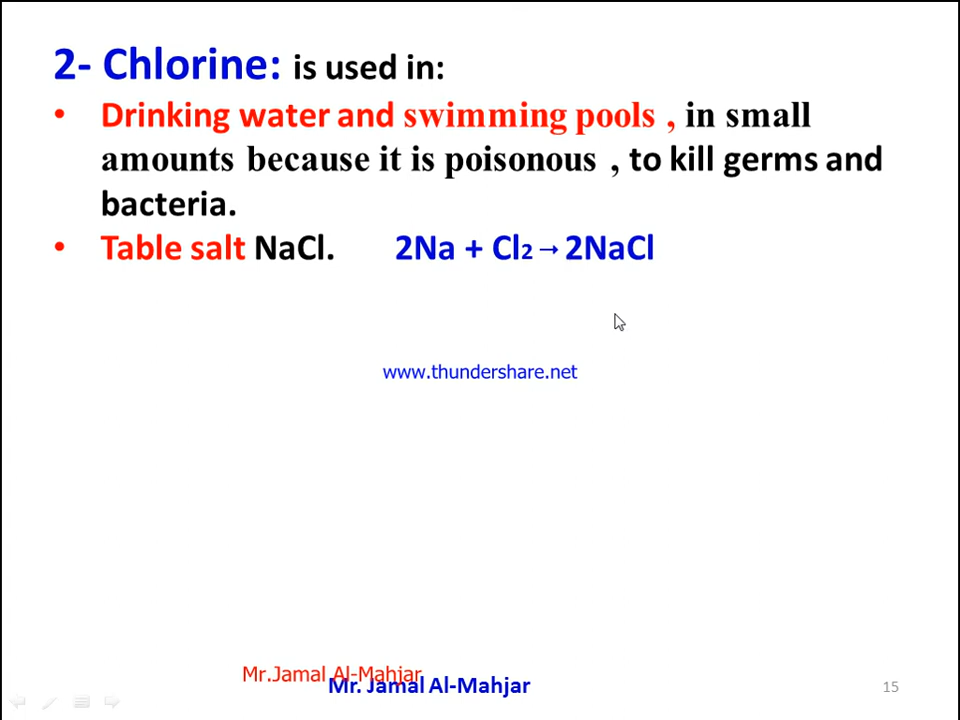 2- Chlorine: is used in:
• Drinking water and swimming pools , in small
amounts because it is poisonous , to kill germs and
bacteria.
• Table salt NaCl. 2Na + Cl2 → 2NaCl
www.thundershare.net
Mr.Jamal Al-Mahjar
Mr. Jamal Al-Mahjar
15